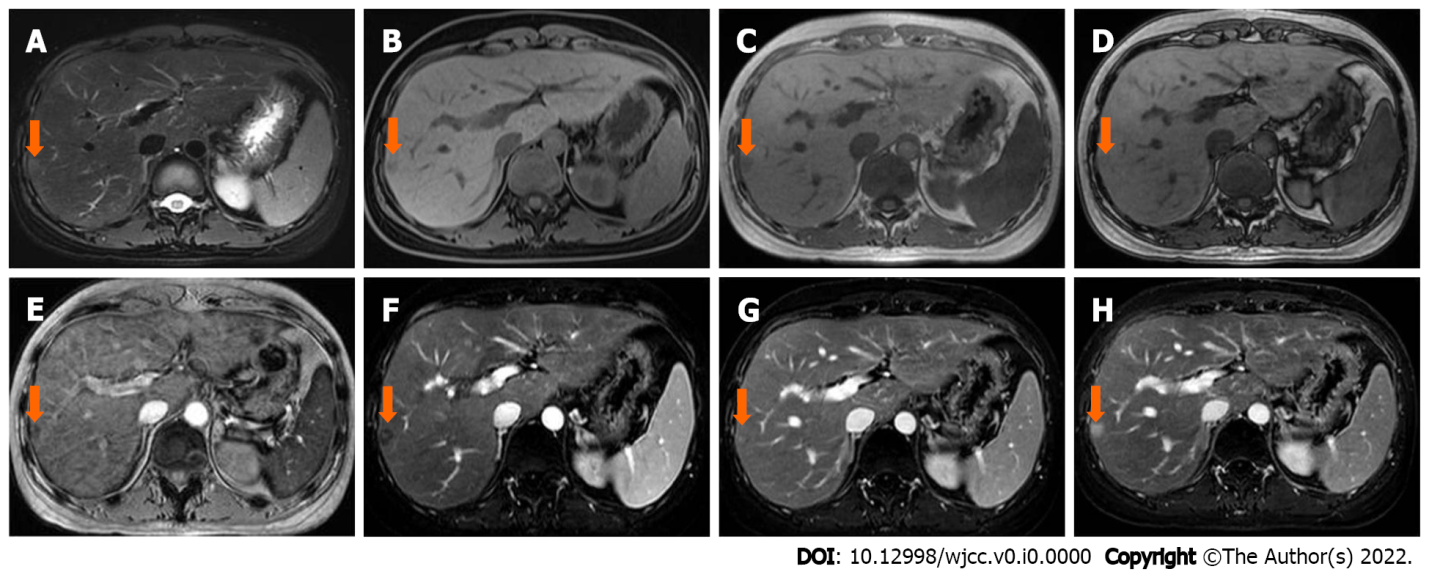 A B C D
E F G H
DOI: 10.12998/wjcc.v0.i0.0000 Copyright ©The Author(s) 2022.